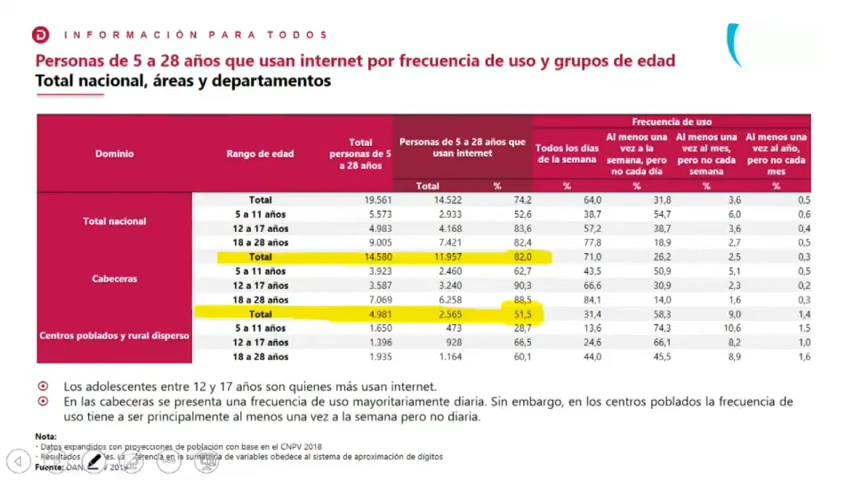 INFORMACIÓN PARA TODOS
Personas de 5 a 28 años que usan internet por frecuencia de uso y grupos de edad
Total nacional, áreas y departamentos
Dominio Rango de edad Total personas de 5 a 28 años Personas de 5 a 28 años que usan internet Frecuencia de uso
Todos los días de la semana Al menos una vez a la semana, pero no cada día Al menos una vez al mes, pero no cada semana Al menos una vez al año, pero no cada mes
Total % % % % %
Total nacional
Total 19.561 14.522 74,2 64,0 31,8 3,6 0,5
5 a 11 años 5.573 2.933 52,6 38,7 54,7 6,0 0,6
12 a 17 años 4.983 4.168 83,6 57,2 38,7 3,6 0,4
18 a 28 años 9.005 7.421 82,4 77,8 18,9 2,7 0,5
Cabeceras
Total 14.580 11.957 82,0 71,0 26,2 2,5 0,3
5 a 11 años 3.923 2.460 62,7 43,5 50,9 5,1 0,5
12 a 17 años 3.587 3.240 90,3 66,6 30,9 2,3 0,2
18 a 28 años 7.069 6.258 88,5 84,1 14,0 1,6 0,3
Centros poblados y rural disperso
Total 4.981 2.565 51,5 31,4 58,3 9,0 1,4
5 a 11 años 1.650 473 28,7 13,6 74,3 10,6 1,5
12 a 17 años 1.396 928 66,5 24,6 66,1 8,2 1,0
18 a 28 años 1.935 1.164 60,1 44,0 45,5 8,9 1,6
Los adolescentes entre 12 y 17 años son quienes más usan internet.
En las cabeceras se presenta una frecuencia de uso mayoritariamente diaria. Sin embargo, en los centros poblados la frecuencia de
uso tiene a ser principalmente al menos una vez a la semana pero no diaria.
Nota:
- Datos expandidos con proyecciones de población con base en el CNPV 2018
- Resultados en la sumatoria de variables obedece al sistema de aproximación de dígitos
Fuente: